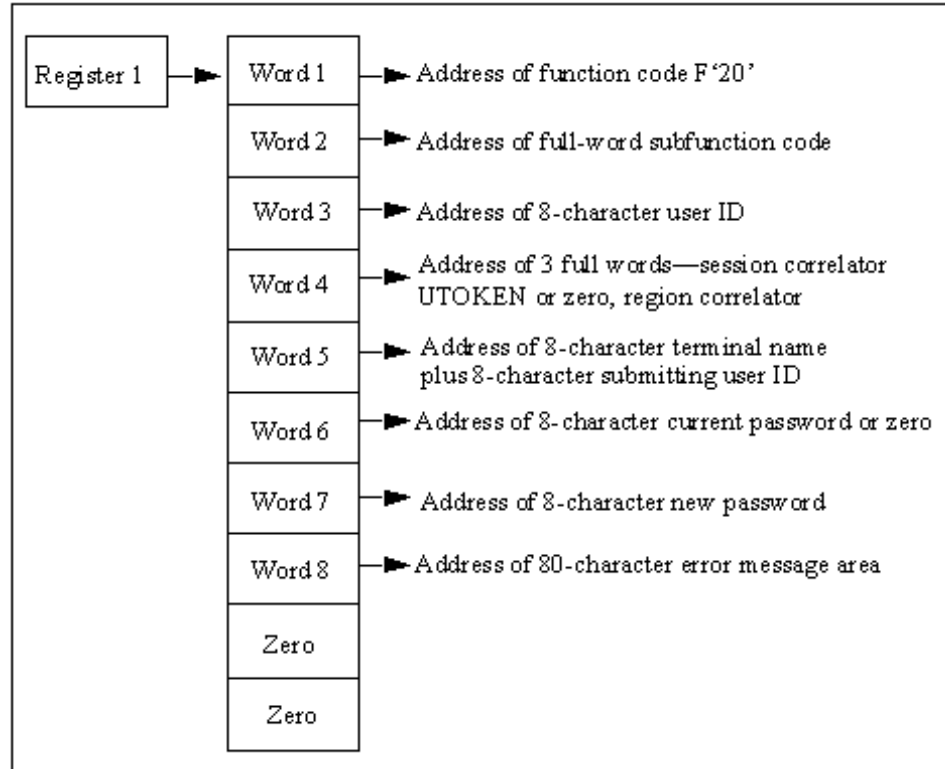 Register 1
Word 1
Address of function code F‘20’
Word 2
Address of full-word subfunction code
Word 3
Address of 8-character user ID
Word 4
Address of 3 full words—session correlator
UTOKEN or zero, region correlator
Word 5
Address of 8-character terminal name
plus 8-character submitting user ID
Word 6
Address of 8-character current password or zero
Word 7
Address of 8-character new password
Word 8
Address of 80-character error message area
Zero
Zero